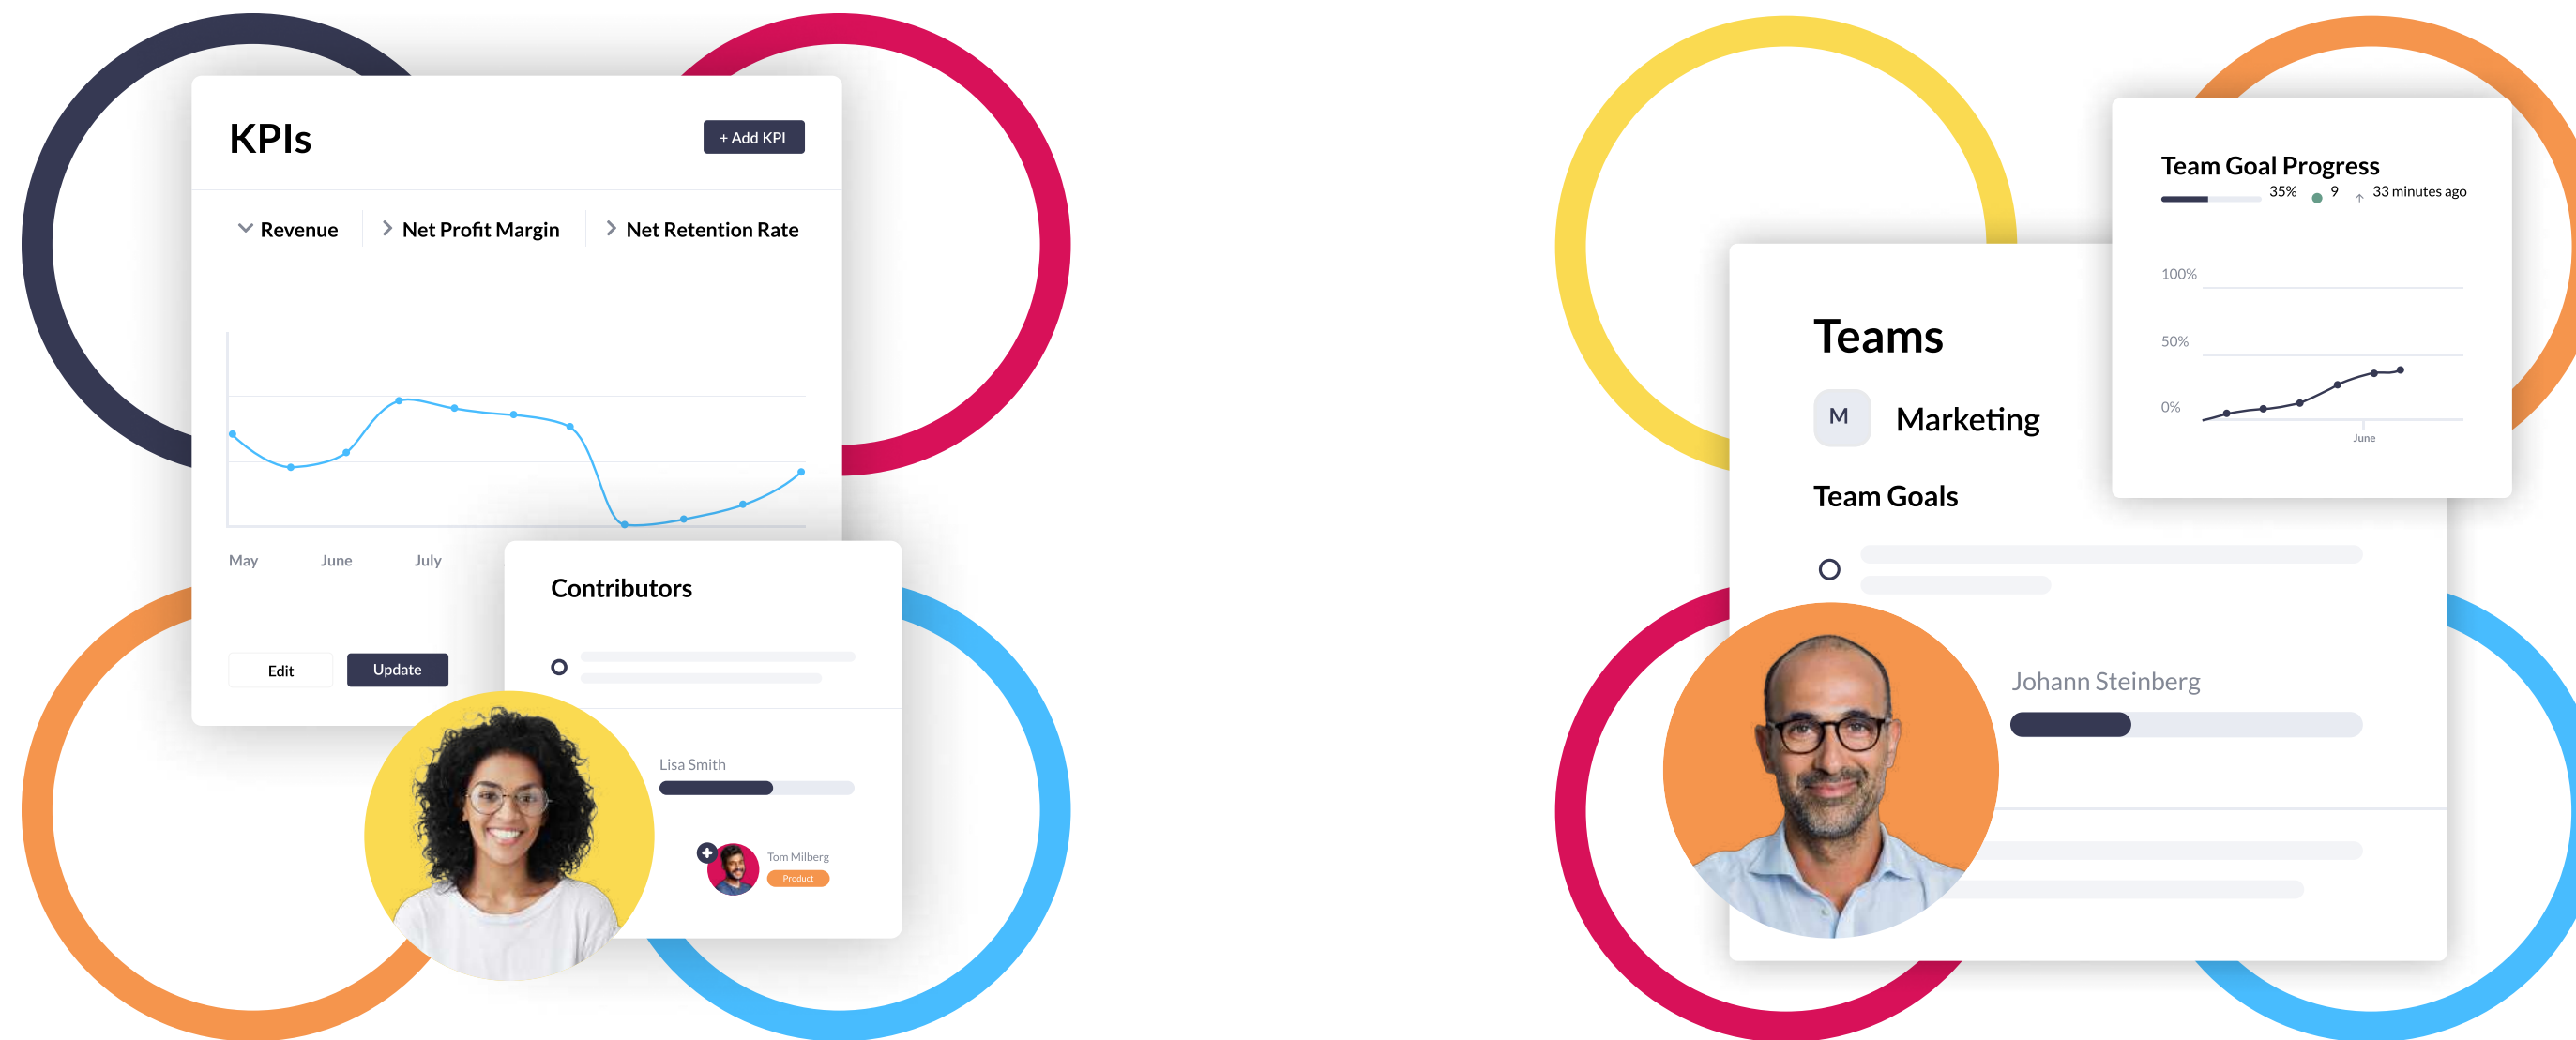 KPIs
+ Add KPI
Revenue
Net Profit Margin
Net Retention Rate
May
June
July
Edit
Update
Contributors
Lisa Smith
Tom Milberg
Product
Team Goal Progress
35%
9
33 minutes ago
100%
50%
0%
June
Teams
M
Marketing
Team Goals
Johann Steinberg